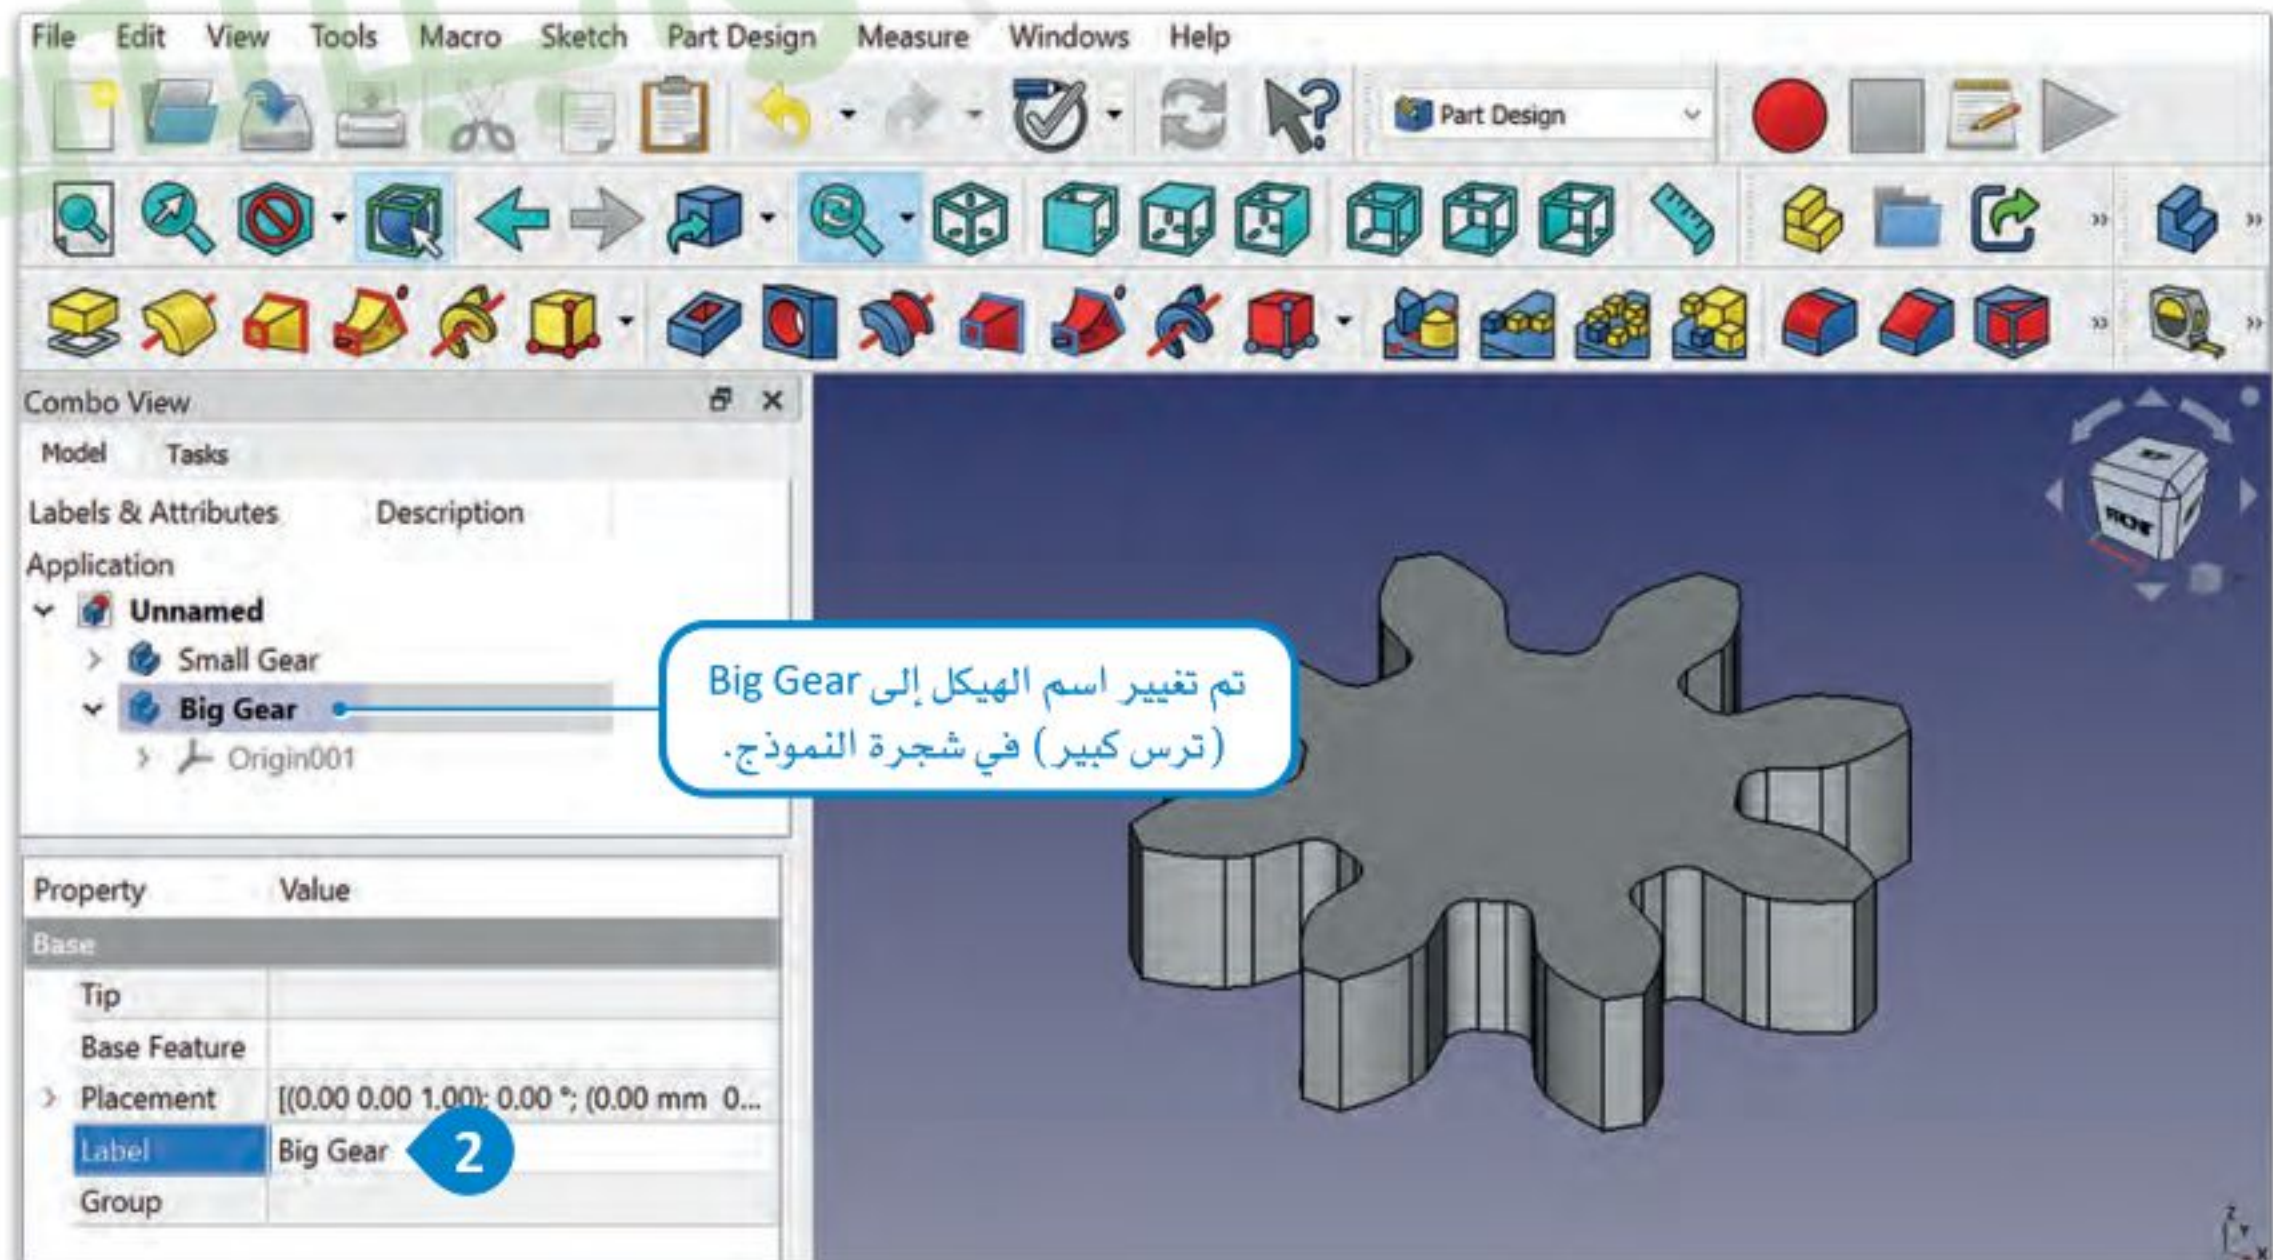 File Edit View Tools Macro Sketch Part Design Measure Windows Help
Part Design
Combo View
Model Tasks
Labels & Attributes Description
Application
Unnamed
Small Gear
Big Gear
Origin001
تم تغيير اسم الهيكل إلى Big Gear
(ترس كبير) في شجرة النموذج.
Property Value
Base
Tip
Base Feature
Placement [(0.00 0.00 1.00); 0.00 °; (0.00 mm 0...
Label Big Gear
2
Group
Z
Y
X